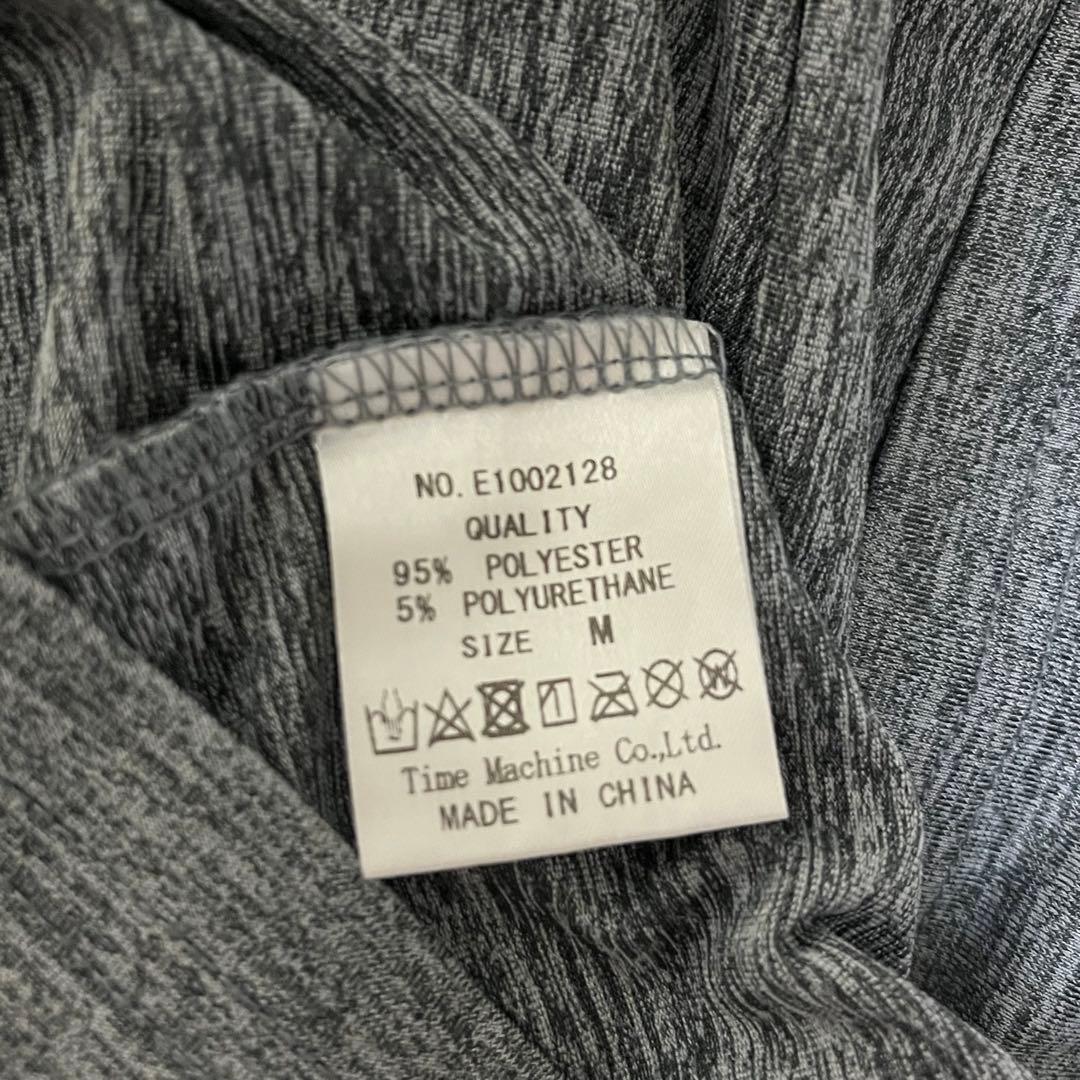 NO. E1002128
QUALITY
95% POLYESTER
5% POLYURETHANE
SIZE M
W
Time Machine Co.,Ltd.
MADE IN CHINA